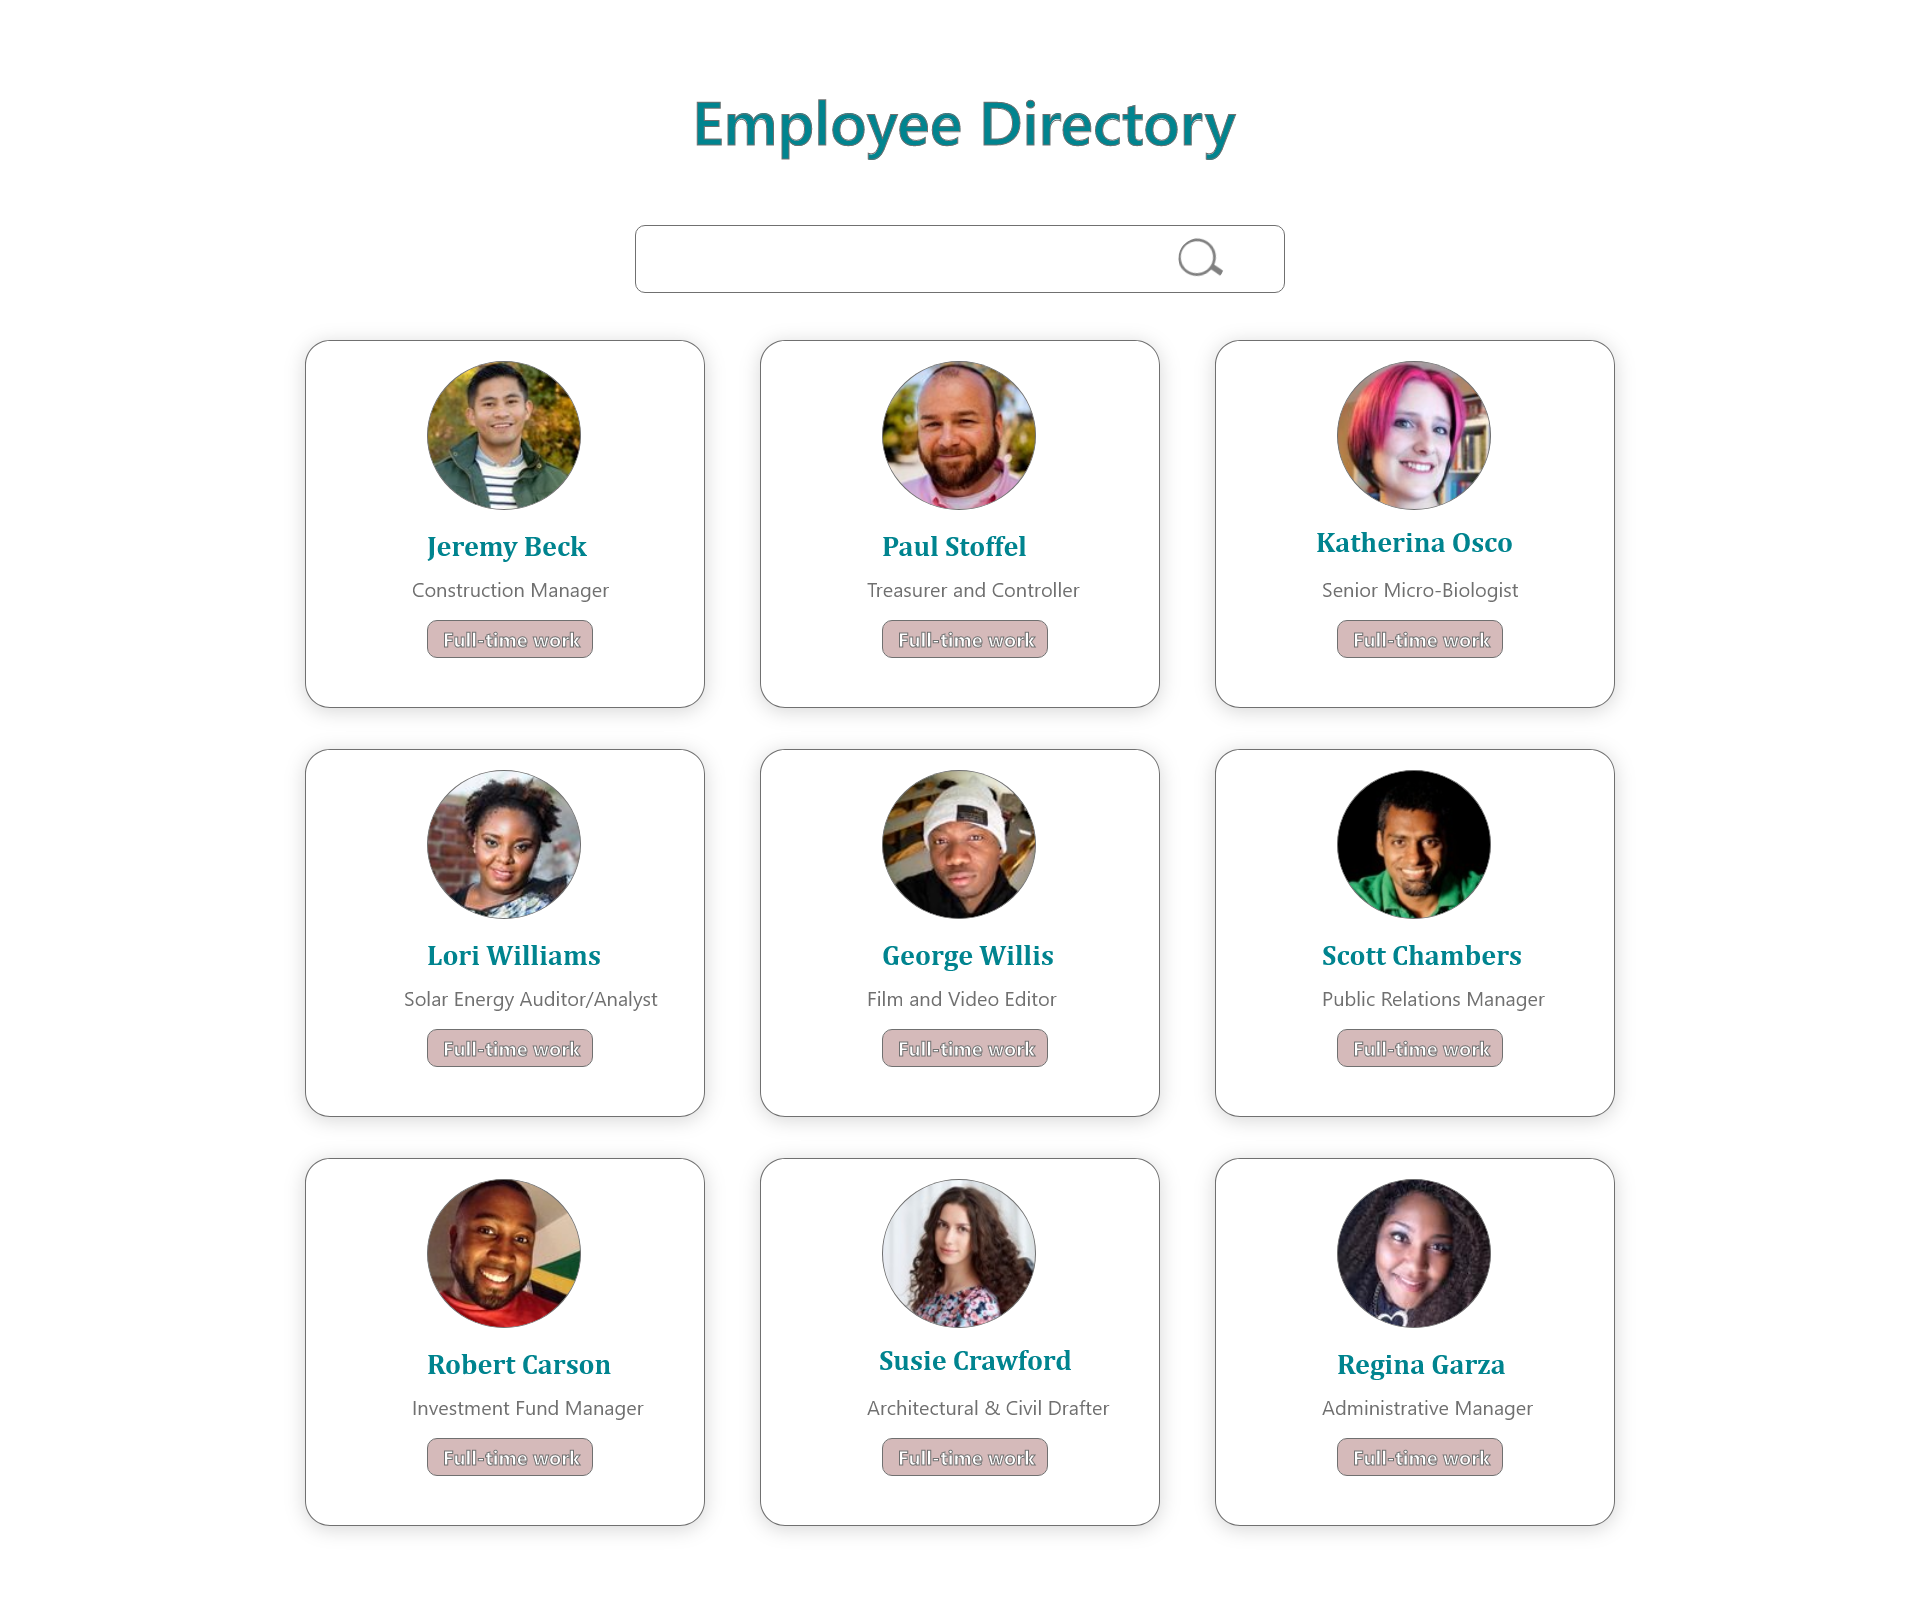 Employee Directory
Jeremy Beck
Construction Manager
Full-time work
Paul Stoffel
Treasurer and Controller
Full-time work
Katherina Osco
Senior Micro-Biologist
Full-time work
Lori Williams
Solar Energy Auditor/Analyst
Full-time work
George Willis
Film and Video Editor
Full-time work
Scott Chambers
Public Relations Manager
Full-time work
Robert Carson
Investment Fund Manager
Full-time work
Susie Crawford
Architectural & Civil Drafter
Full-time work
Regina Garza
Administrative Manager
Full-time work